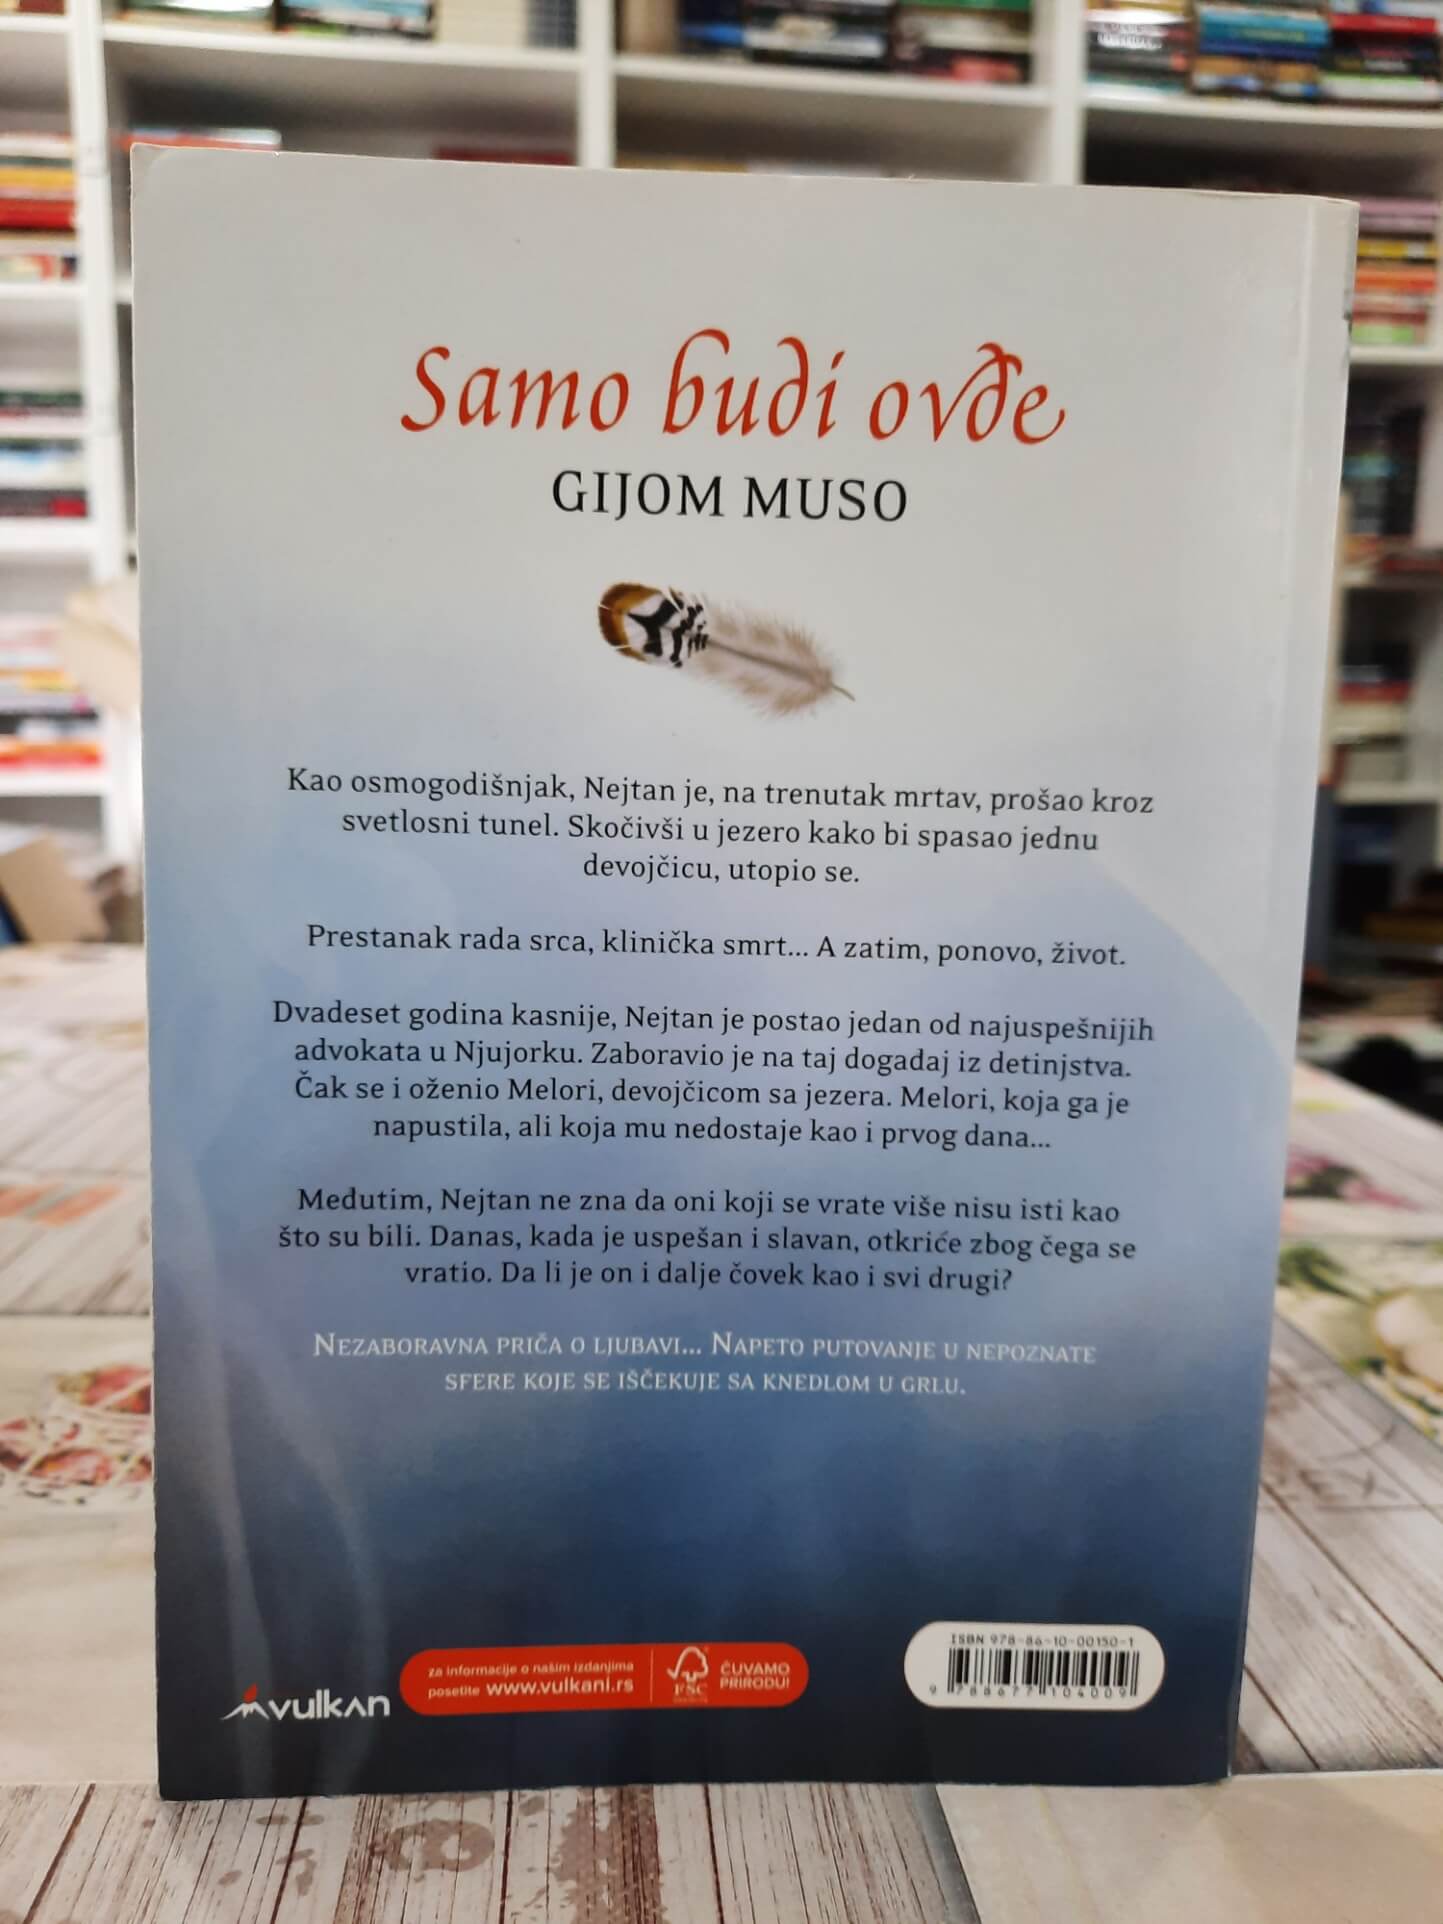 Samo budi ovde
GIJOM MUSO
Kao osmogodišnjak, Nejtan je, na trenutak mrtav, prošao kroz
svetlosni tunel. Skočivši u jezero kako bi spasao jednu
devojčicu, utopio se.
Prestanak rada srca, klinička smrt... A zatim, ponovo, život.
Dvadeset godina kasnije, Nejtan je postao jedan od najuspešnijih
advokata u Njujorku. Zaboravio je na taj događaj iz detinjstva.
Čak se i oženio Melori, devojčicom sa jezera. Melori, koja ga je
napustila, ali koja mu nedostaje kao i prvog dana...
Međutim, Nejtan ne zna da oni koji se vrate više nisu isti kao
što su bili. Danas, kada je uspešan i slavan, otkriće zbog čega se
vratio. Da li je on i dalje čovek kao i svi drugi?
NEZABORAVNA PRIČA O LJUBAVI... NAPETO PUTOVANJE U NEPOZNATE
SFERE KOJE SE IŠČEKUJE SA KNEDLOM U GRLU.
vulkan
za informacije o našim izdanjima
posetite www.vulkani.rs
FSC
ČUVAMO
PRIRODU!
ISBN 978-86-10-00150-1
9 788677 104009